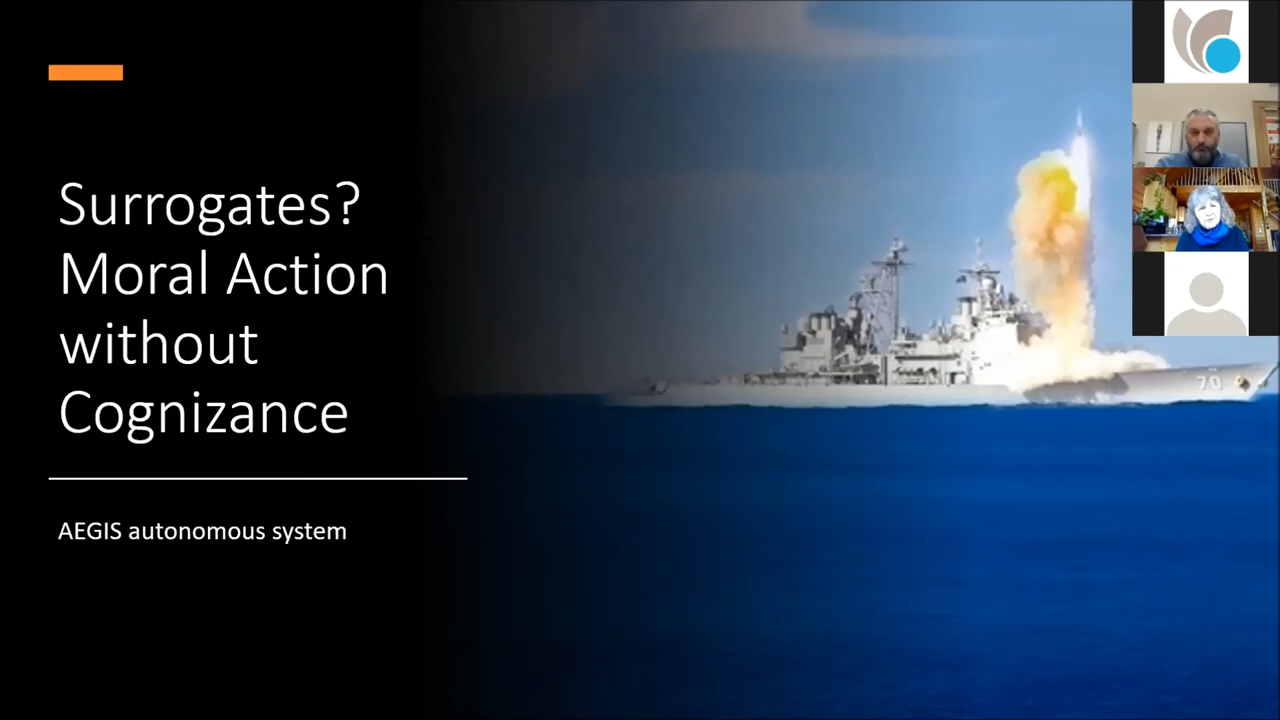 Surrogates?
Moral Action
without
Cognizance
AEGIS autonomous system
70